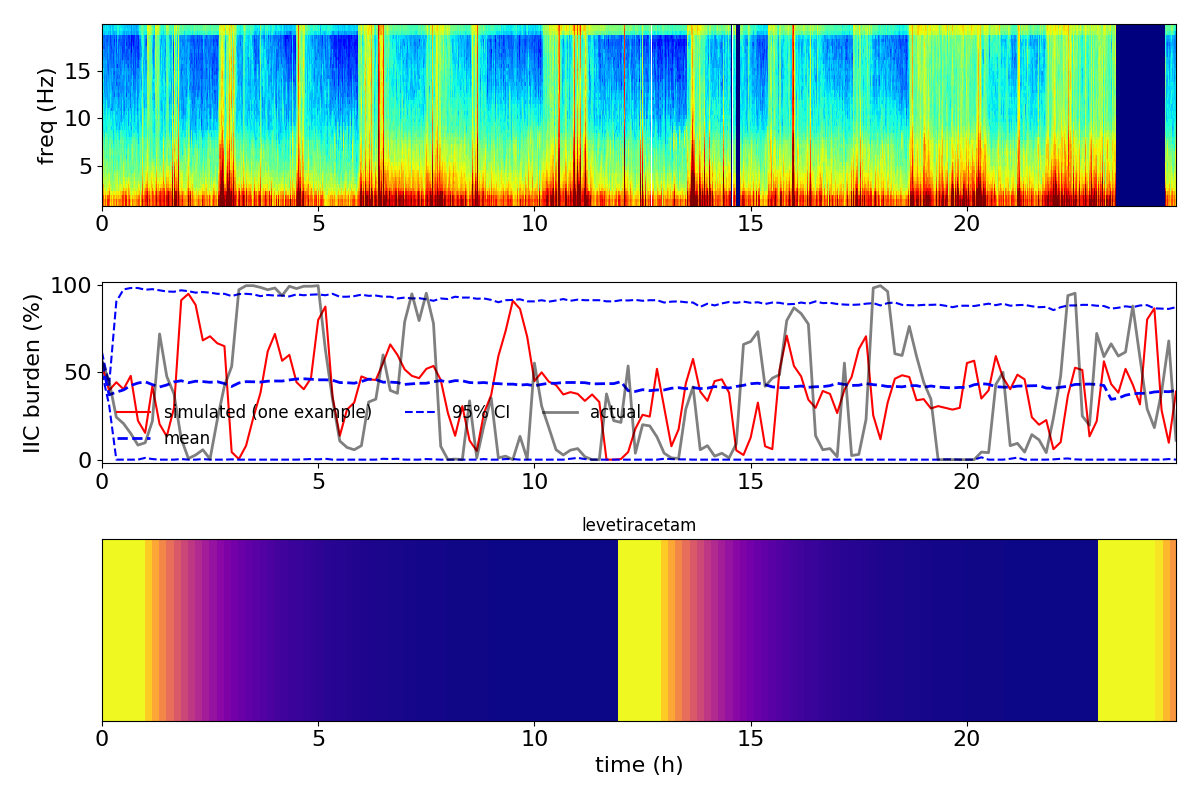 freq (Hz)
15
10
5
0 5 10 15 20
IIC burden (%)
100
50
0
simulated (one example)
mean
95% CI
actual
0 5 10 15 20
levetiracetam
0 5 10 15 20
time (h)